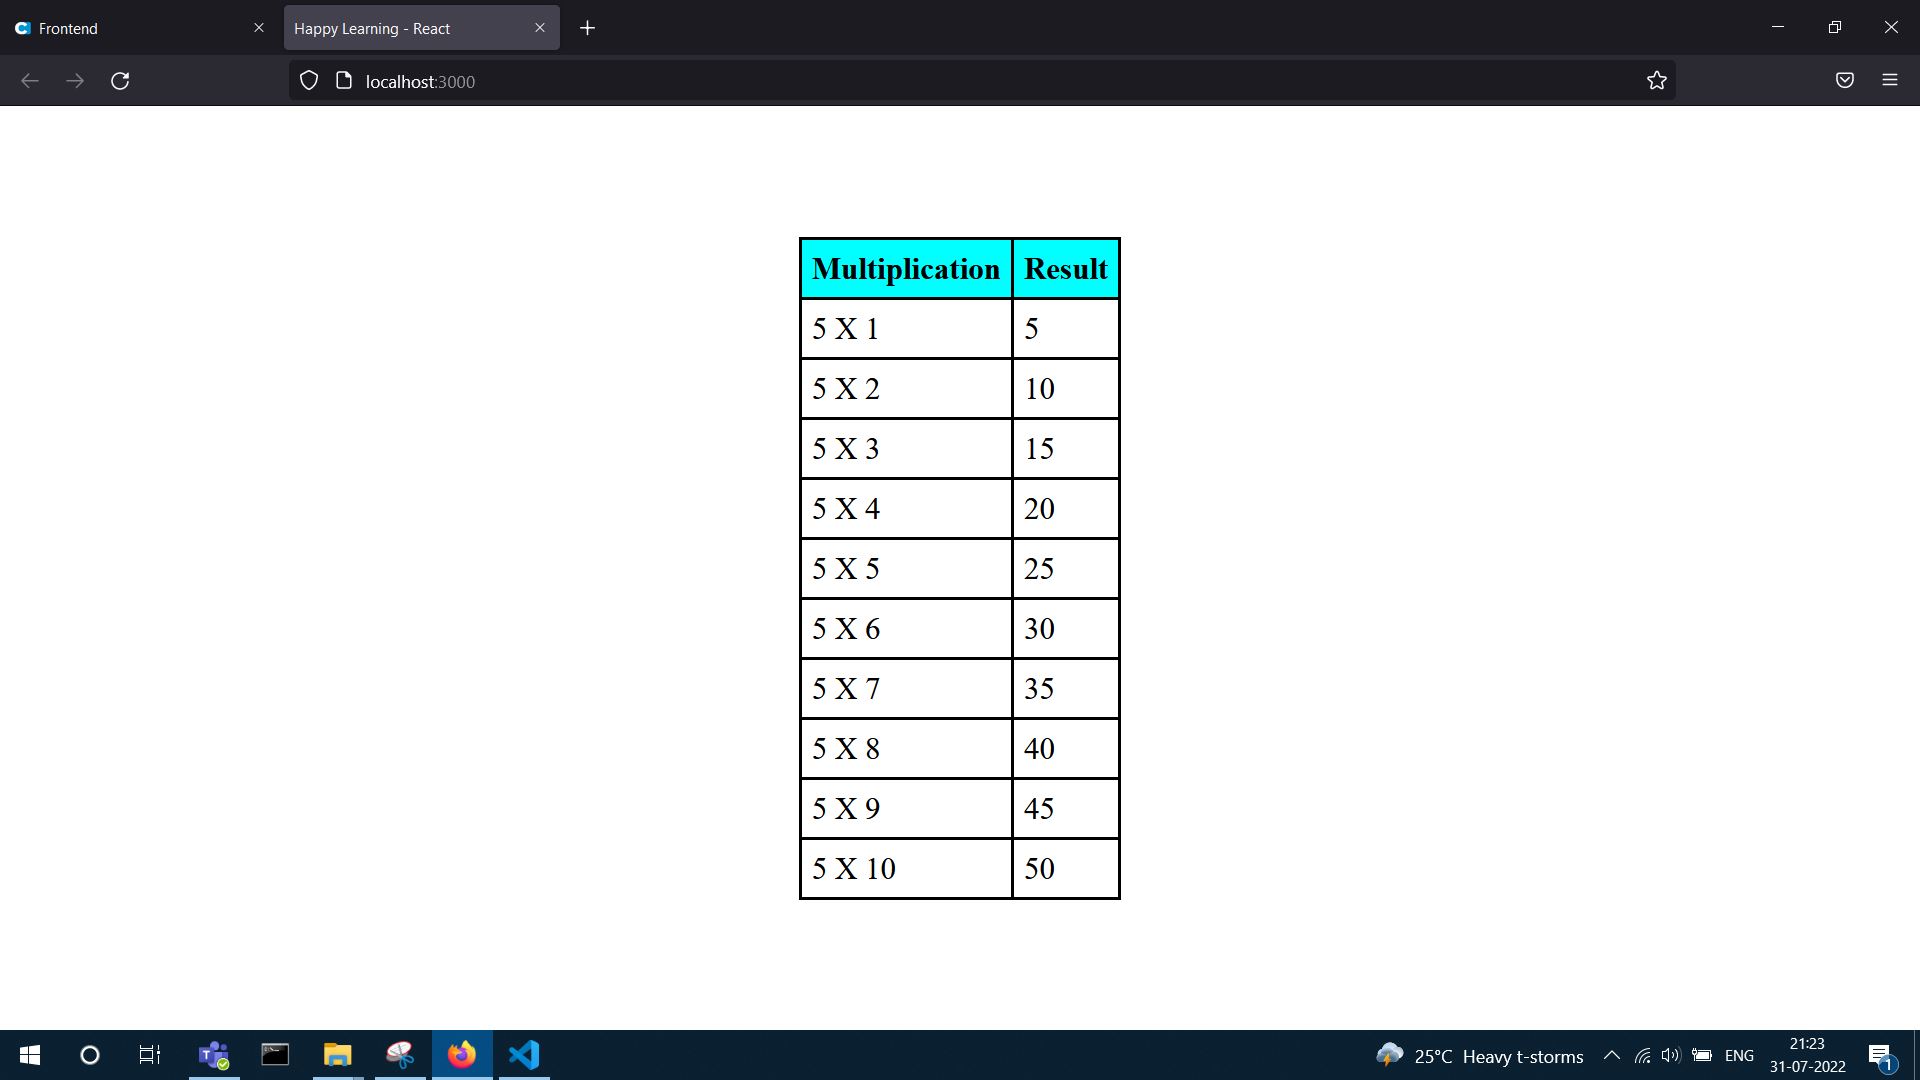 Frontend
Happy Learning - React
localhost:3000
Multiplication Result
5 X 1 5
5 X 2 10
5 X 3 15
5 X 4 20
5 X 5 25
5 X 6 30
5 X 7 35
5 X 8 40
5 X 9 45
5 X 10 50
25°C Heavy t-storms ENG
21:23
31-07-2022
1